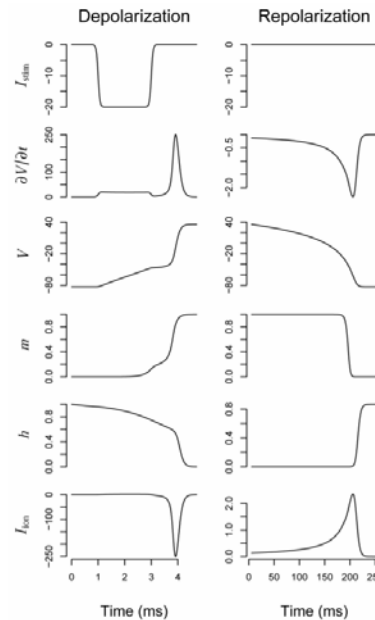 Depolarization Repolarization
I_stim
-20 -10 0
-20 -10 0
∂V/∂t
0 100 250
-2.0 -0.5
V
-80 -20 40
-80 -20 40
m
0.0 0.4 0.8
0.0 0.4 0.8
h
0.0 0.4 0.8
0.0 0.4 0.8
I_ion
-250 -100 0
0.0 1.0 2.0
0 1 2 3 4
0 50 100 150 200 250
Time (ms) Time (ms)